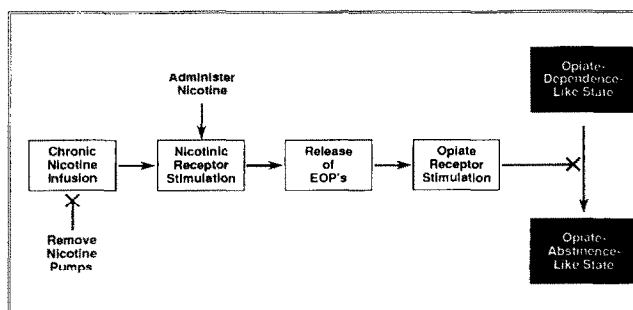 Administer
Nicotine
Chronic
Nicotine
Infusion
Nicotinic
Receptor
Stimulation
Release
of
EOP's
Opiate
Receptor
Stimulation
Opiate-
Dependence-
Like State
Remove
Nicotine
Pumps
Opiate-
Abstinence-
Like State